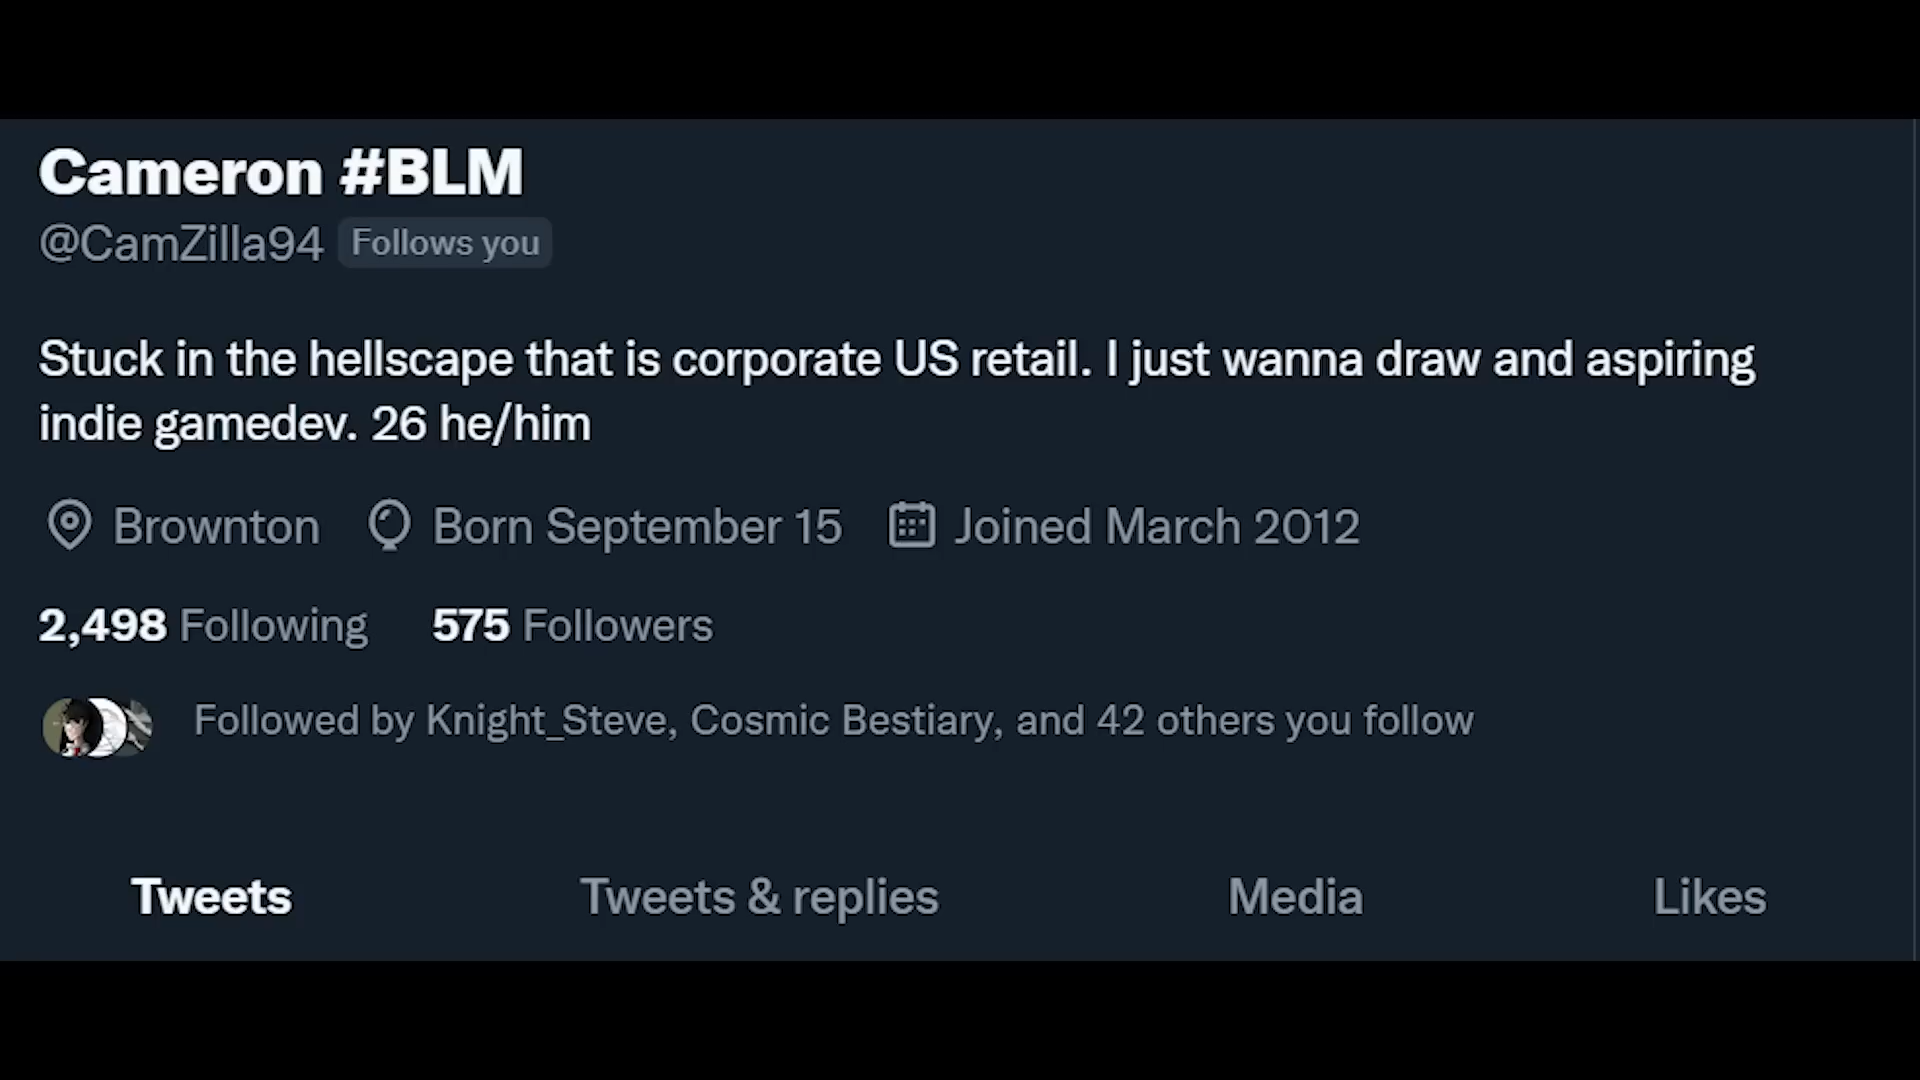 Cameron #BLM
@CamZilla94 Follows you
Stuck in the hellscape that is corporate US retail. I just wanna draw and aspiring
indie gamedev. 26 he/him
Brownton Born September 15 Joined March 2012
2,498 Following 575 Followers
Followed by Knight_Steve, Cosmic Bestiary, and 42 others you follow
Tweets Tweets & replies Media Likes